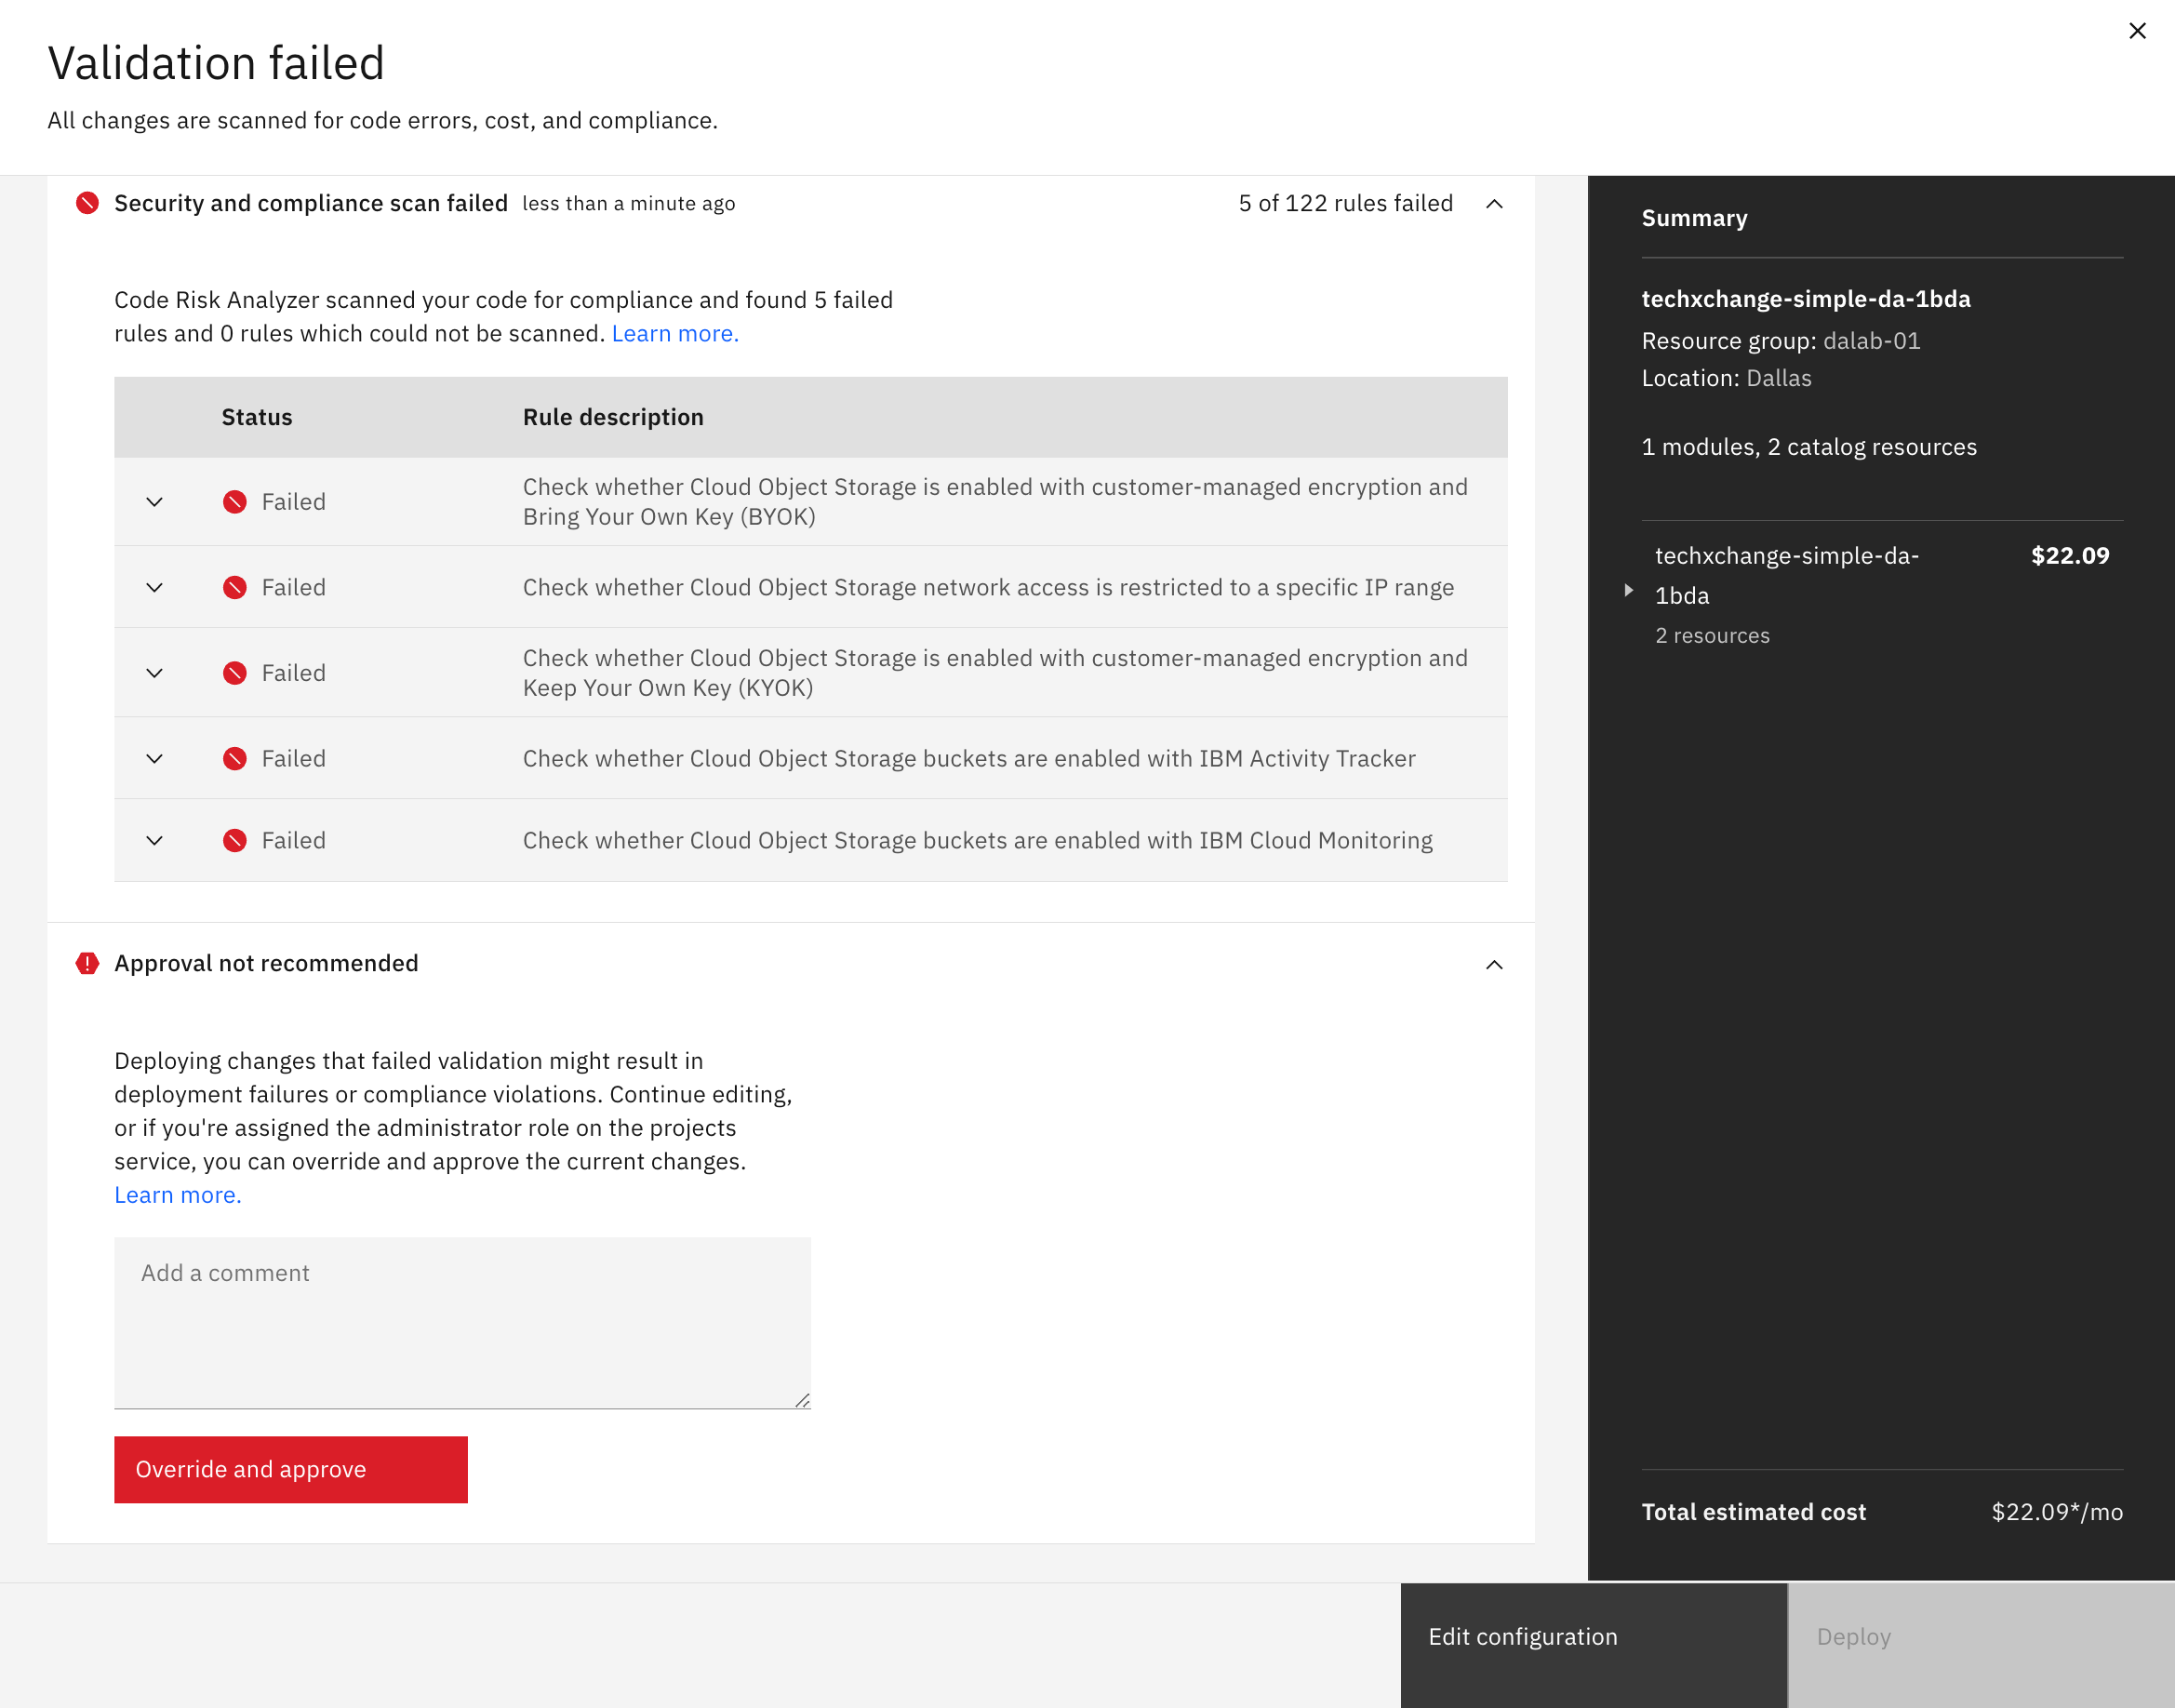 Validation failed
All changes are scanned for code errors, cost, and compliance.
Security and compliance scan failed less than a minute ago 5 of 122 rules failed
Code Risk Analyzer scanned your code for compliance and found 5 failed
rules and 0 rules which could not be scanned. Learn more.
Status Rule description
Failed Check whether Cloud Object Storage is enabled with customer-managed encryption and
Bring Your Own Key (BYOK)
Failed Check whether Cloud Object Storage network access is restricted to a specific IP range
Failed Check whether Cloud Object Storage is enabled with customer-managed encryption and
Keep Your Own Key (KYOK)
Failed Check whether Cloud Object Storage buckets are enabled with IBM Activity Tracker
Failed Check whether Cloud Object Storage buckets are enabled with IBM Cloud Monitoring
Approval not recommended
Deploying changes that failed validation might result in
deployment failures or compliance violations. Continue editing,
or if you're assigned the administrator role on the projects
service, you can override and approve the current changes.
Learn more.
Add a comment
Override and approve
Summary
techxchange-simple-da-1bda
Resource group: dalab-01
Location: Dallas
1 modules, 2 catalog resources
techxchange-simple-da- $22.09
1bda
2 resources
Total estimated cost $22.09*/mo
Edit configuration Deploy